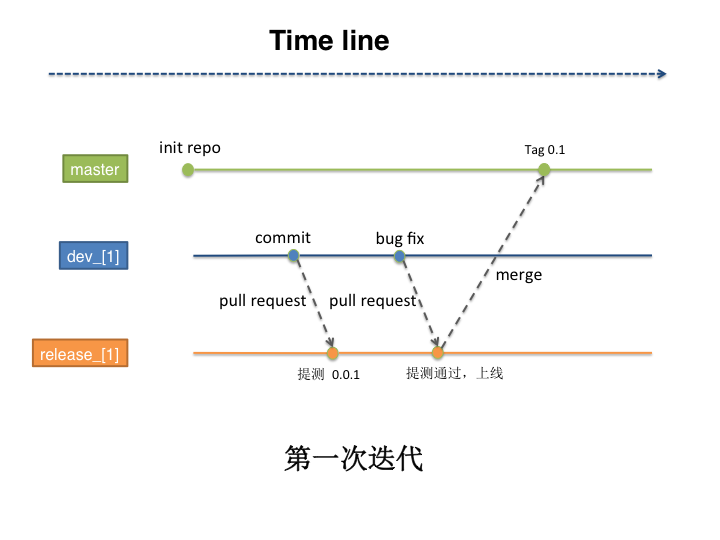 Time line
init repo
Tag 0.1
master
commit
bug fix
dev_[1]
merge
pull request
pull request
release_[1]
提测 0.0.1
提测通过，上线
第一次迭代